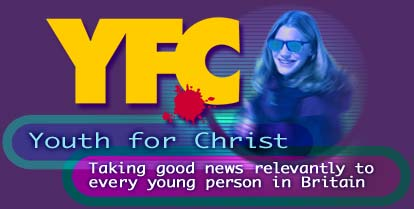 YFC
Youth for Christ
Taking good news relevantly to
every young person in Britain